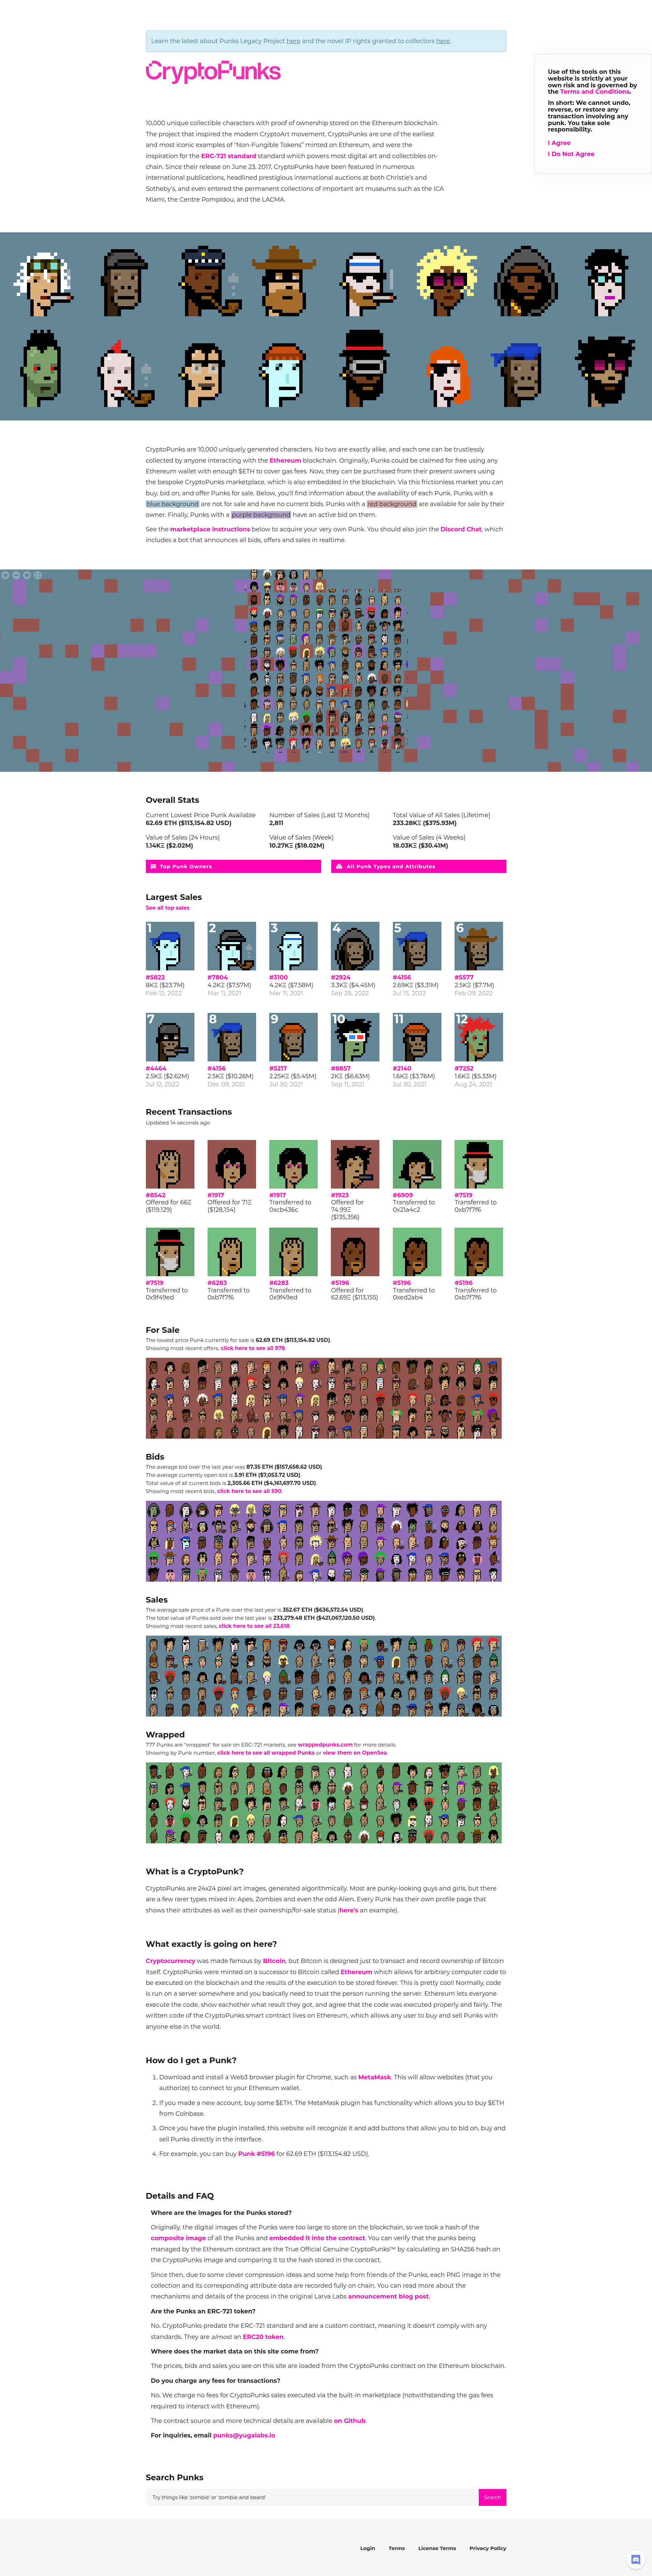 Learn the latest about Punks Legacy Project here and the novel IP rights granted to collectors here.
CryptoPunks
Use of the tools on this
website is strictly at your
own risk and is governed by
the Terms and Conditions.
In short: We cannot undo,
reverse, or restore any
transaction involving any
punk. You take sole
responsibility.
I Agree
I Do Not Agree
10,000 unique collectible characters with proof of ownership stored on the Ethereum blockchain.
The project that inspired the modern CryptoArt movement. CryptoPunks are one of the earliest
and most iconic examples of "Non-Fungible Tokens" minted on Ethereum, and were the
inspiration for the ERC-721 standard standard which powers most digital art and collectibles on-
chain. Since their release on June 23, 2017, CryptoPunks have been featured in numerous
international publications, headlined prestigious international auctions at both Christie's and
Sotheby's, and even entered the permanent collections of important art museums such as the ICA
Miami, the Centre Pompidou, and the LACMA.
CryptoPunks are 10,000 uniquely generated characters. No two are exactly alike, and each one can be trustlessly
collected by anyone interacting with the Ethereum blockchain. Originally, Punks could be claimed for free using any
Ethereum wallet with enough $ETH to cover gas fees. Now, they can be purchased from their present owners using
the bespoke CryptoPunks marketplace, which is also embedded in the blockchain. Via this frictionless market you can
buy, bid on, and offer Punks for sale. Below, you'll find information about the availability of each Punk. Punks with a
blue background are not for sale and have no current bids. Punks with a red background are available for sale by their
owner. Finally, Punks with a purple background have an active bid on them.
See the marketplace instructions below to acquire your very own Punk. You should also join the Discord Chat, which
includes a bot that announces all bids, offers and sales in realtime.
Overall Stats
Current Lowest Price Punk Available
62.69 ETH ($113,154.82 USD)
Number of Sales (Last 12 Months)
2,811
Total Value of All Sales (Lifetime)
233.28KΞ ($375.93M)
Value of Sales (24 Hours)
1.14KΞ ($2.02M)
Value of Sales (Week)
10.27KΞ ($18.02M)
Value of Sales (4 Weeks)
18.03KΞ ($30.41M)
Top Punk Owners
All Punk Types and Attributes
Largest Sales
See all top sales
1 2 3 4 5 6
#5822 #7804 #3100 #2924 #4156 #5577
8KΞ ($23.7M) 4.2KΞ ($7.57M) 4.2KΞ ($7.58M) 3.3KΞ ($4.45M) 2.69KΞ ($3.31M) 2.5KΞ ($7.7M)
Feb 12, 2022 Mar 11, 2021 Mar 11, 2021 Sep 28, 2022 Jul 15, 2022 Feb 09, 2022
7 8 9 10 11 12
#4464 #4156 #5217 #8857 #2140 #7252
2.5KΞ ($2.62M) 2.5KΞ ($10.26M) 2.25KΞ ($5.45M) 2KΞ ($6.63M) 1.6KΞ ($3.76M) 1.6KΞ ($5.33M)
Jul 12, 2022 Dec 09, 2021 Jul 30, 2021 Sep 11, 2021 Jul 30, 2021 Aug 24, 2021
Recent Transactions
Updated 14 seconds ago
#8542 #1917 #1917 #1923 #6909 #7519
Offered for 66Ξ Offered for 71Ξ Transferred to Offered for Transferred to Transferred to
($119,129) ($128,154) 0xcb436c 74.99Ξ 0x21a4c2 0xb7f7f6
($135,356)
#7519 #6283 #6283 #5196 #5196 #5196
Transferred to Transferred to Transferred to Offered for Transferred to Transferred to
0x9f49ed 0xb7f7f6 0x9f49ed 62.69Ξ ($113,155) 0xed2ab4 0xb7f7f6
For Sale
The lowest price Punk currently for sale is 62.69 ETH ($113,154.82 USD).
Showing most recent offers, click here to see all 978.
Bids
The average bid over the last year was 87.35 ETH ($157,658.62 USD).
The average currently open bid is 3.91 ETH ($7,053.72 USD).
Total value of all current bids is 2,305.66 ETH ($4,161,697.70 USD).
Showing most recent bids, click here to see all 590.
Sales
The average sale price of a Punk over the last year is 352.67 ETH ($636,572.54 USD).
The total value of Punks sold over the last year is 233,279.48 ETH ($421,067,120.50 USD).
Showing most recent sales, click here to see all 23,618.
Wrapped
777 Punks are "wrapped" for sale on ERC-721 markets, see wrappedpunks.com for more details.
Showing by Punk number, click here to see all wrapped Punks or view them on OpenSea.
What is a CryptoPunk?
CryptoPunks are 24x24 pixel art images, generated algorithmically. Most are punky-looking guys and girls, but there
are a few rarer types mixed in: Apes, Zombies and even the odd Alien. Every Punk has their own profile page that
shows their attributes as well as their ownership/for-sale status (here's an example).
What exactly is going on here?
Cryptocurrency was made famous by Bitcoin, but Bitcoin is designed just to transact and record ownership of Bitcoin
itself. CryptoPunks were minted on a successor to Bitcoin called Ethereum which allows for arbitrary computer code to
be executed on the blockchain and the results of the execution to be stored forever. This is pretty cool! Normally, code
is run on a server somewhere and you basically need to trust the person running the server. Ethereum lets everyone
execute the code, show eachother what result they got, and agree that the code was executed properly and fairly. The
written code of the CryptoPunks smart contract lives on Ethereum, which allows any user to buy and sell Punks with
anyone else in the world.
How do I get a Punk?
1. Download and install a Web3 browser plugin for Chrome, such as MetaMask. This will allow websites (that you
authorize) to connect to your Ethereum wallet.
2. If you made a new account, buy some $ETH. The MetaMask plugin has functionality which allows you to buy $ETH
from Coinbase.
3. Once you have the plugin installed, this website will recognize it and add buttons that allow you to bid on, buy and
sell Punks directly in the interface.
4. For example, you can buy Punk #5196 for 62.69 ETH ($113,154.82 USD).
Details and FAQ
Where are the images for the Punks stored?
Originally, the digital images of the Punks were too large to store on the blockchain, so we took a hash of the
composite image of all the Punks and embedded it into the contract. You can verify that the punks being
managed by the Ethereum contract are the True Official Genuine CryptoPunks™ by calculating an SHA256 hash on
the CryptoPunks image and comparing it to the hash stored in the contract.
Since then, due to some clever compression ideas and some help from friends of the Punks, each PNG image in the
collection and its corresponding attribute data are recorded fully on chain. You can read more about the
mechanisms and details of the process in the original Larva Labs announcement blog post.
Are the Punks an ERC-721 token?
No. CryptoPunks predate the ERC-721 standard and are a custom contract, meaning it doesn't comply with any
standards. They are almost an ERC20 token.
Where does the market data on this site come from?
The prices, bids and sales you see on this site are loaded from the CryptoPunks contract on the Ethereum blockchain.
Do you charge any fees for transactions?
No. We charge no fees for CryptoPunks sales executed via the built-in marketplace (notwithstanding the gas fees
required to interact with Ethereum).
The contract source and more technical details are available on Github.
For inquiries, email punks@yugalabs.io
Search Punks
Try things like 'zombie' or 'zombie and beard'
Search
Login Terms License Terms Privacy Policy